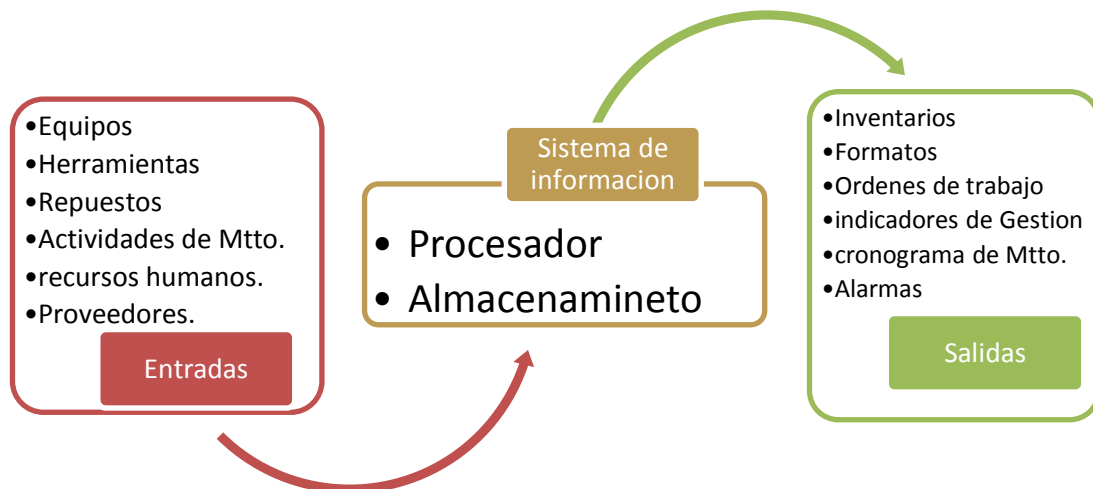 •Equipos
•Herramientas
•Repuestos
•Actividades de Mtto.
•recursos humanos.
•Proveedores.
Entradas
Sistema de
informacion
• Procesador
• Almacenamineto
•Inventarios
•Formatos
•Ordenes de trabajo
•indicadores de Gestion
•cronograma de Mtto.
•Alarmas
Salidas